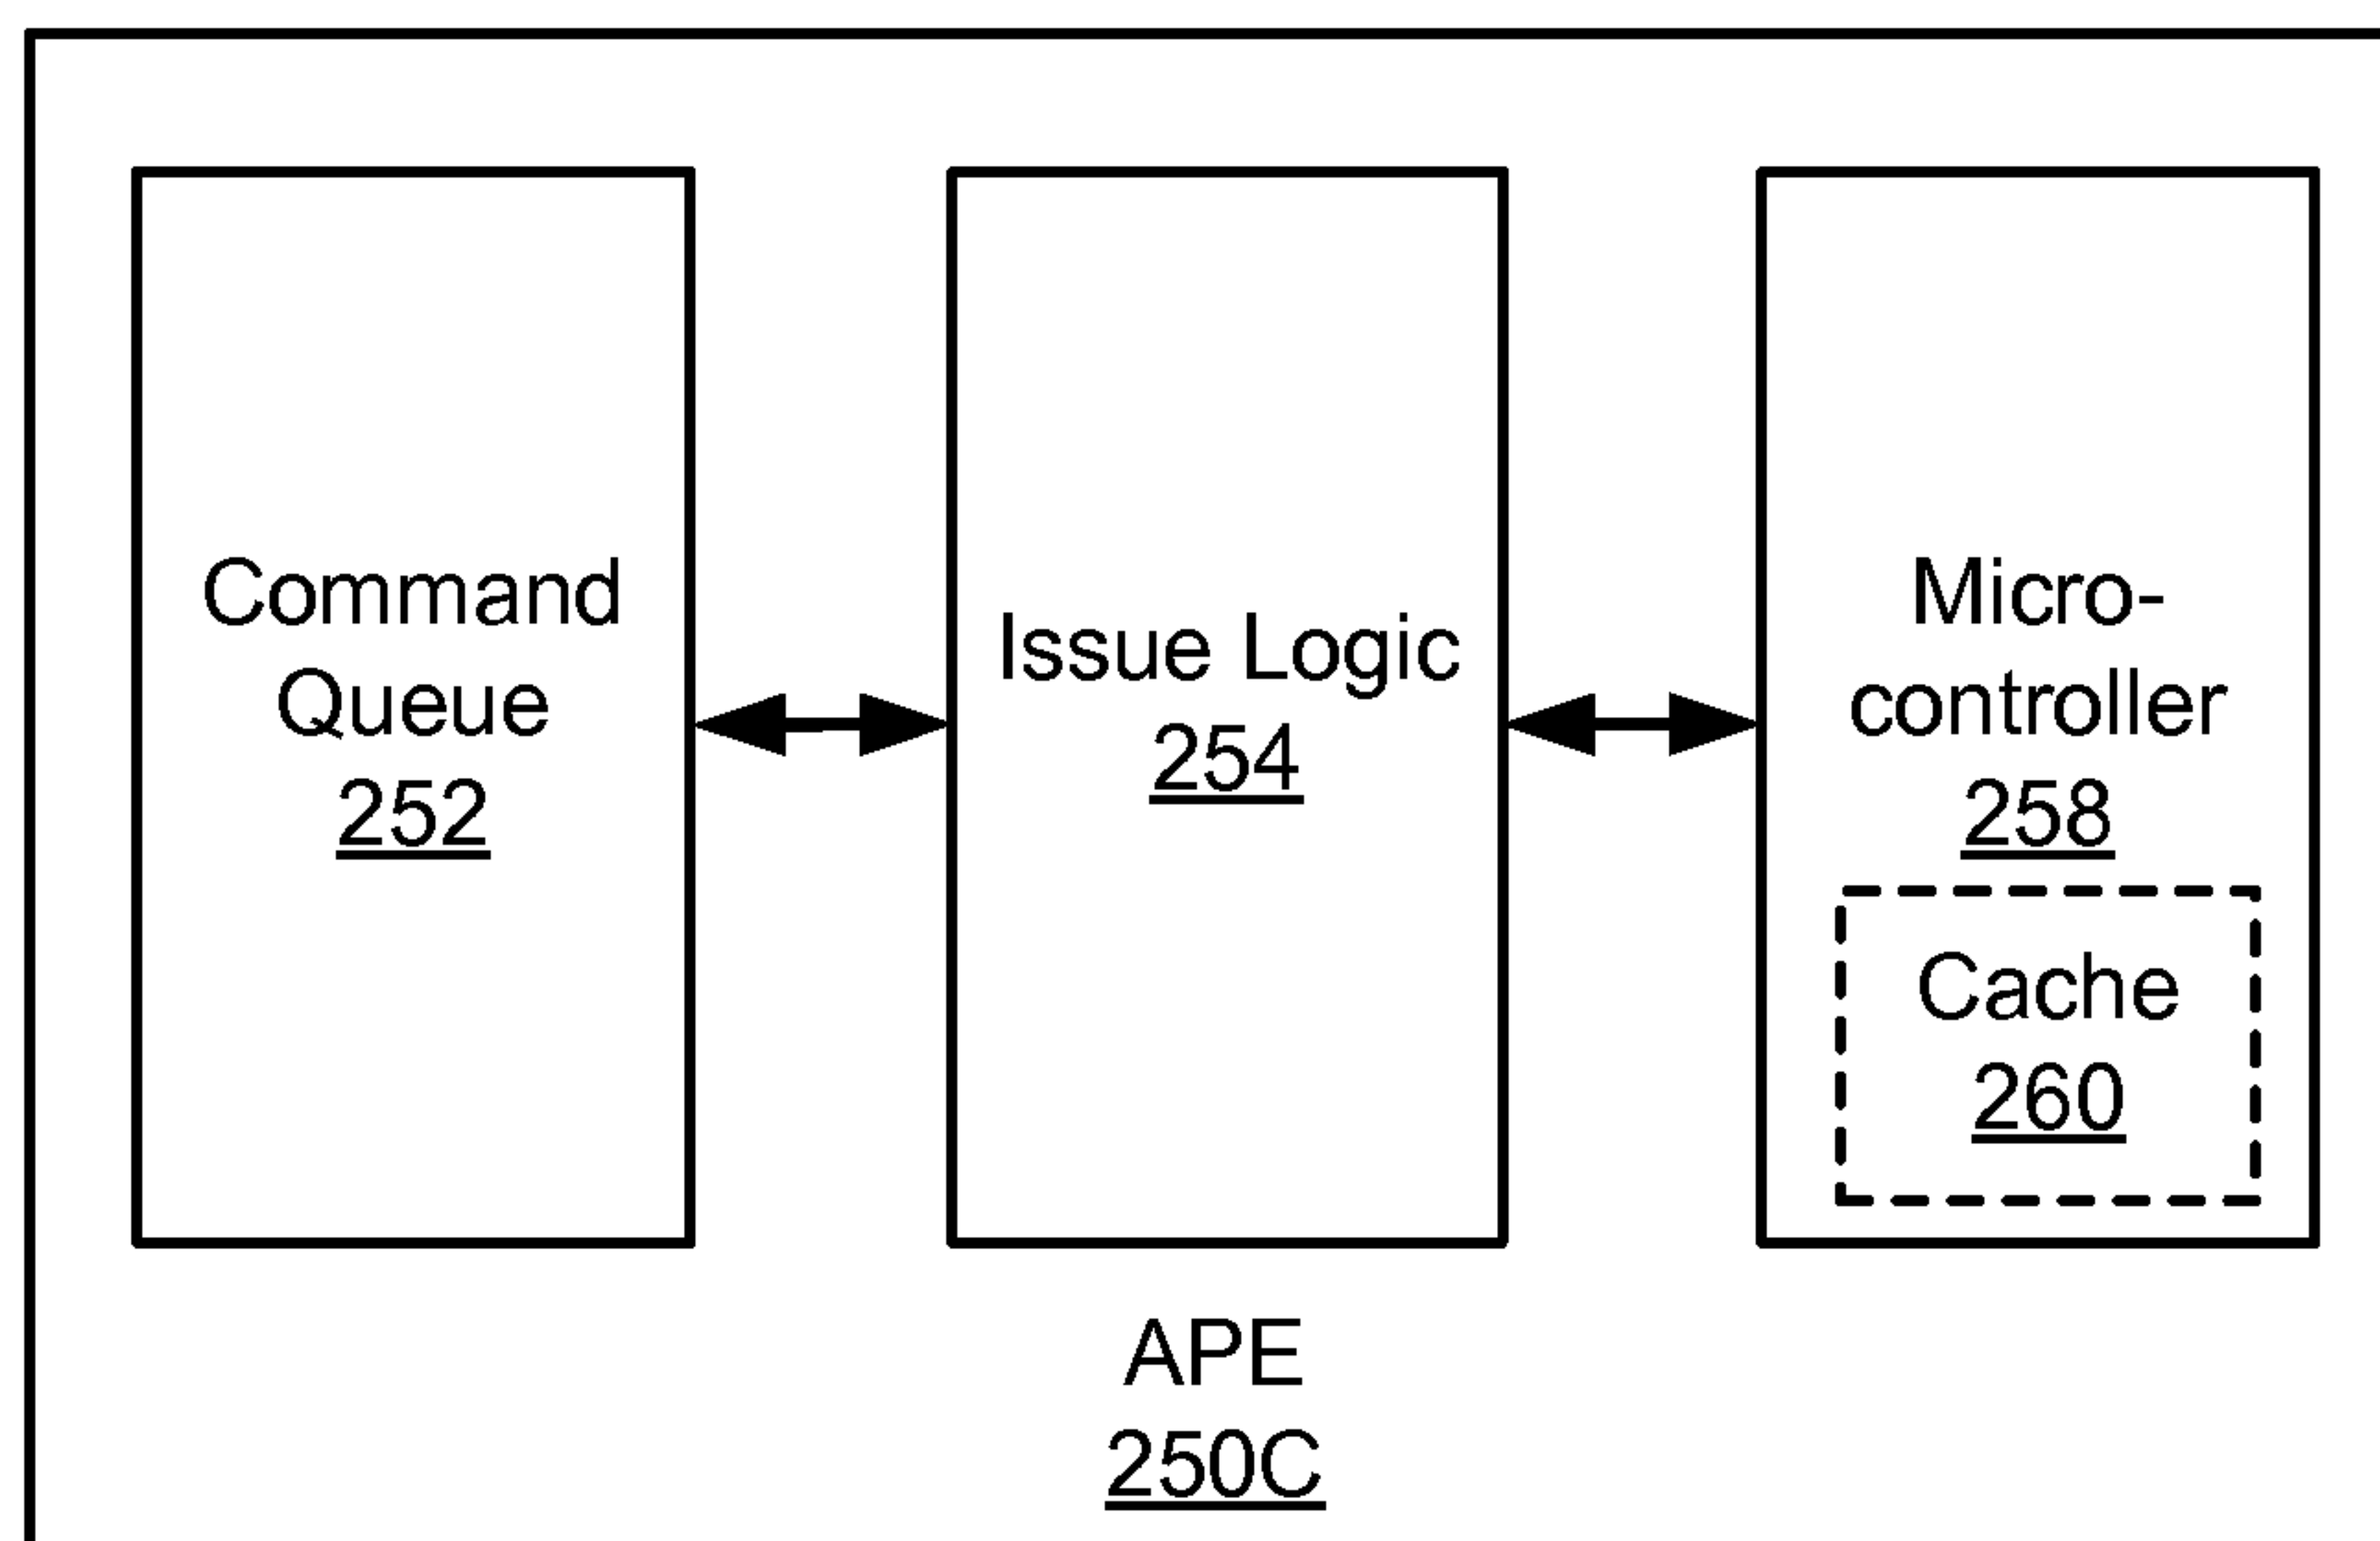 Command
Queue
252
Issue Logic
254
Micro-
controller
258
Cache
260
APE
250C